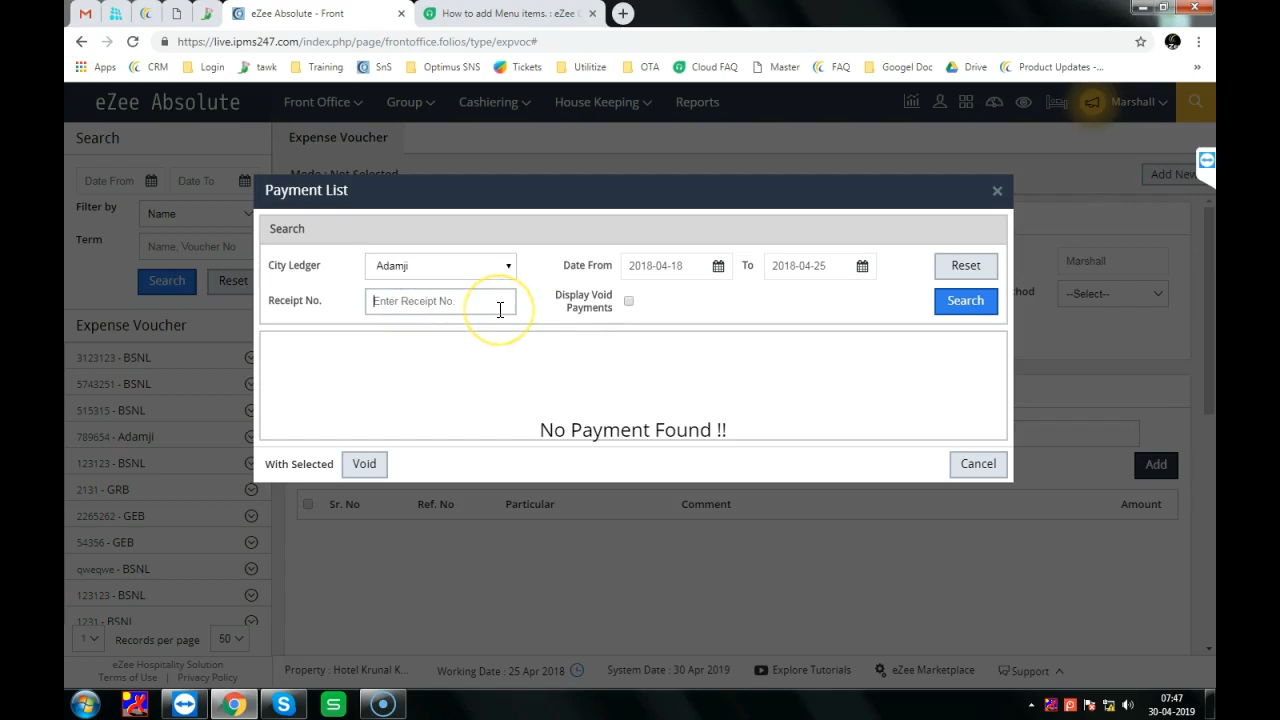 eZee Absolute - Front
How to add Menu items. : eZee C
https://live.ipms247.com/index.php/page/frontoffice.folios/type/expvoc#
Apps CRM Login tawk Training SnS Optimus SNS Tickets Utilitize OTA Cloud FAQ Master FAQ Googel Doc Drive Product Updates -...
eZee Absolute Front Office Group Cashiering House Keeping Reports Marshall
Search
Expense Voucher
Date From Date To
Mode : Not Selected
Add New
Filter by Name
Term Name, Voucher No
Search Reset
Marshall
--Select--
Payment List
Search
City Ledger Adamji Date From 2018-04-18 To 2018-04-25 Reset
Receipt No. Enter Receipt No. Display Void Payments Search
No Payment Found !!
With Selected Void Cancel
Add
Sr. No Ref. No Particular Comment Amount
Expense Voucher
3123123 - BSNL
5743251 - BSNL
515315 - BSNL
789654 - Adamji
123123 - BSNL
2131 - GRB
2265262 - GEB
54356 - GEB
qweqwe - BSNL
123123 - BSNL
1231 - BSNL
1 Records per page 50
eZee Hospitality Solution
Terms of Use | Privacy Policy
Property : Hotel Krunal K... Working Date : 25 Apr 2018 System Date : 30 Apr 2019 Explore Tutorials eZee Marketplace Support
07:47
30-04-2019